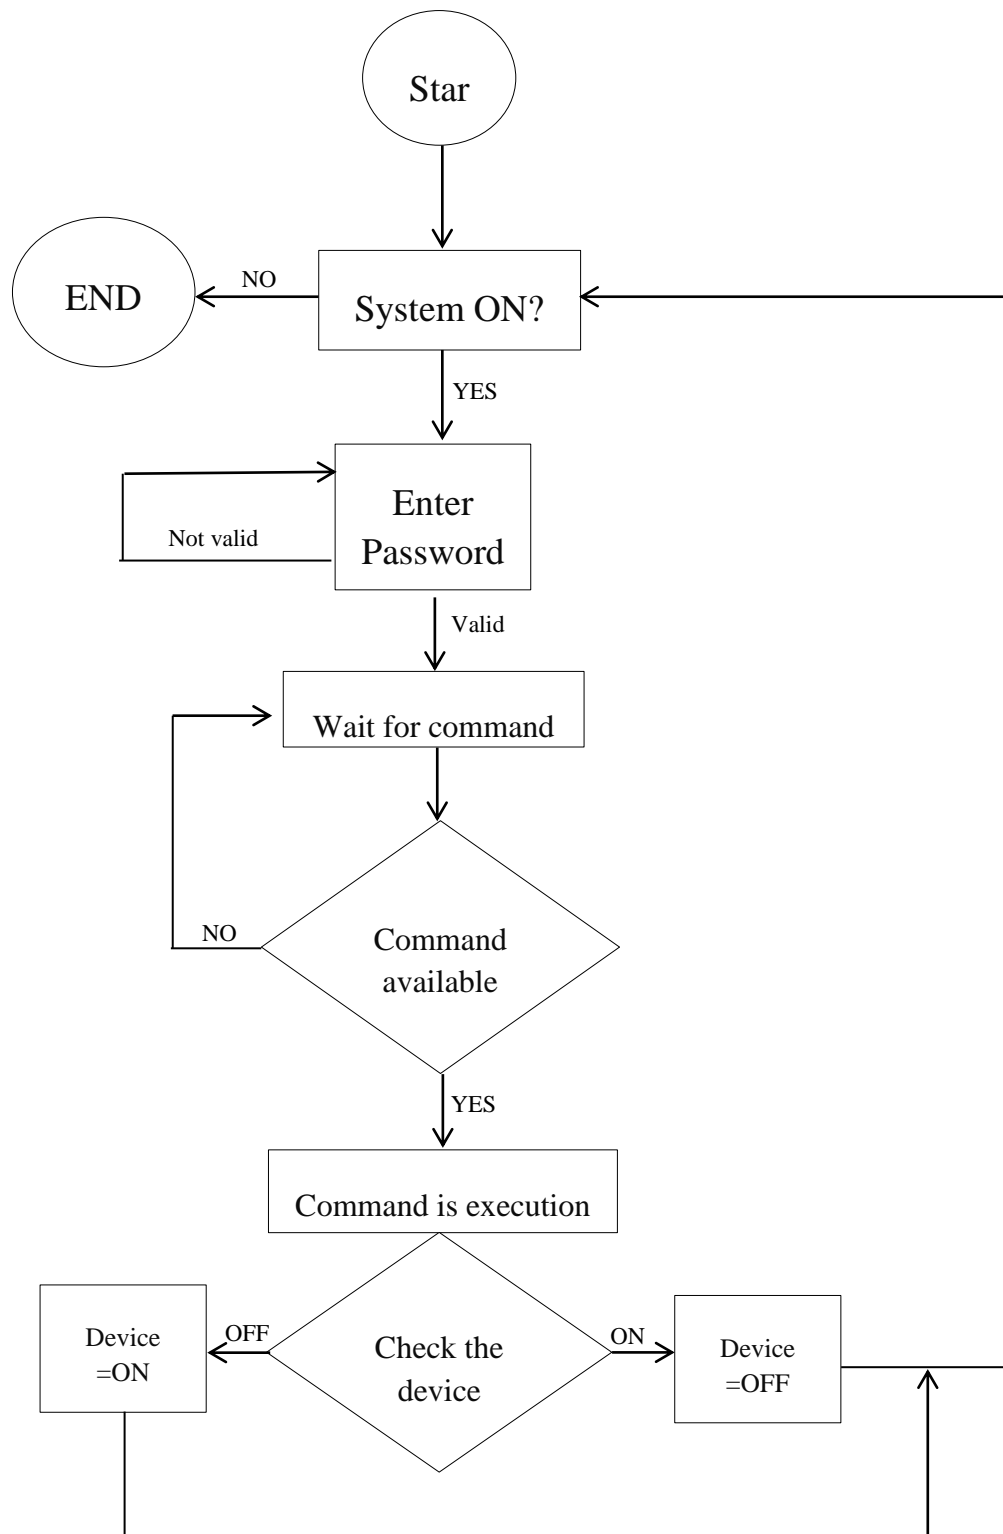 Star
NO
END
System ON?
YES
Enter
Password
Not valid
Valid
Wait for command
NO
Command
available
YES
Command is execution
OFF
ON
Device
=ON
Check the
device
Device
=OFF